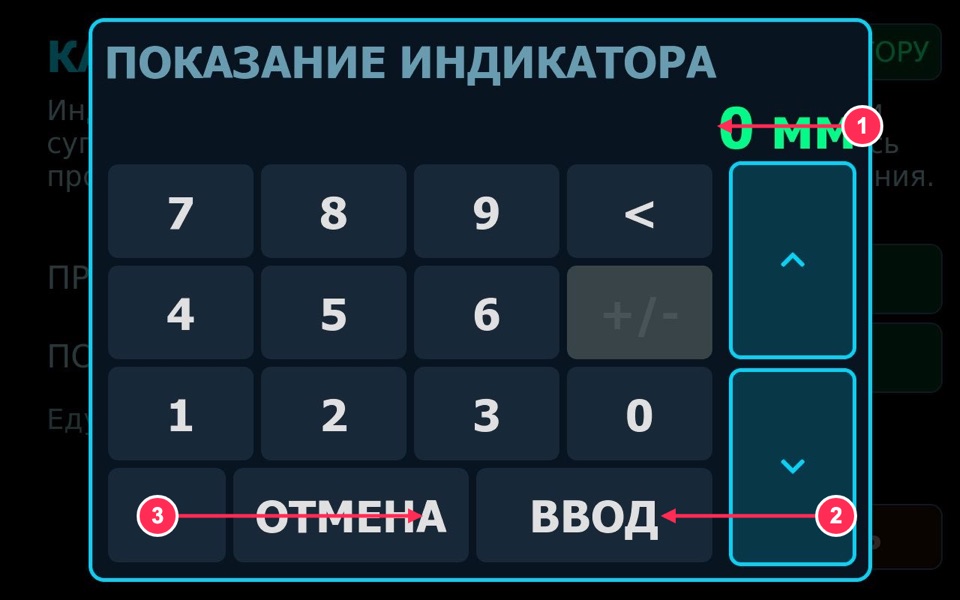 ПОКАЗАНИЕ ИНДИКАТОРА
0 мм
1
7 8 9 <
4 5 6 +/-
1 2 3 0
3 ОТМЕНА ВВОД 2